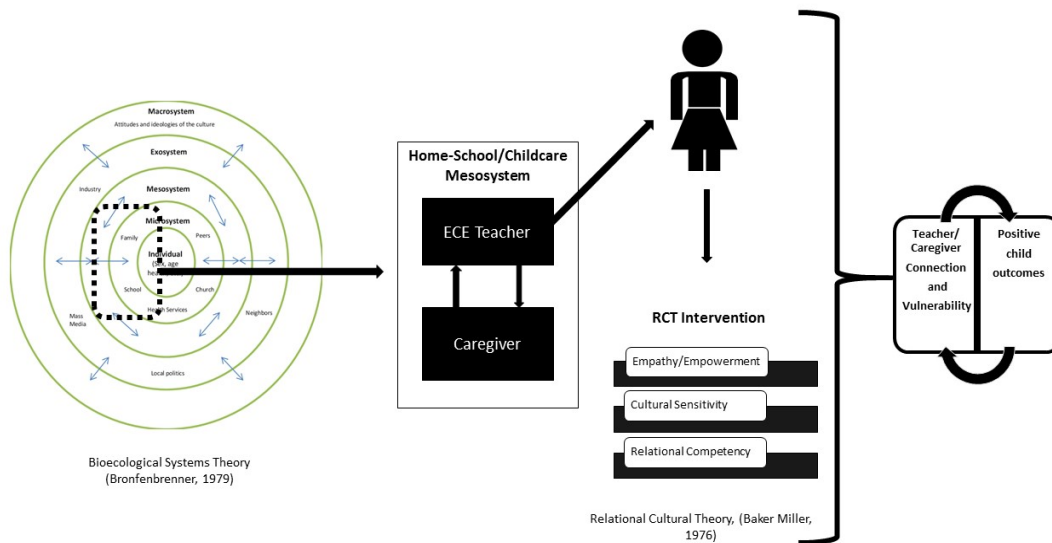 Macrosystem
Attitudes and ideologies of the culture
Exosystem
Industry
Mesosystem
Microsystem
Family
Peers
Individual
(Sex, age
School
Church
Health Services
Mass
Media
Neighbors
Local politics
Bioecological Systems Theory
(Bronfenbrenner, 1979)
Home-School/Childcare
Mesosystem
ECE Teacher
Caregiver
RCT Intervention
Empathy/Empowerment
Cultural Sensitivity
Relational Competency
Relational Cultural Theory, (Baker Miller,
1976)
Teacher/
Caregiver
Connection
and
Vulnerability
Positive
child
outcomes